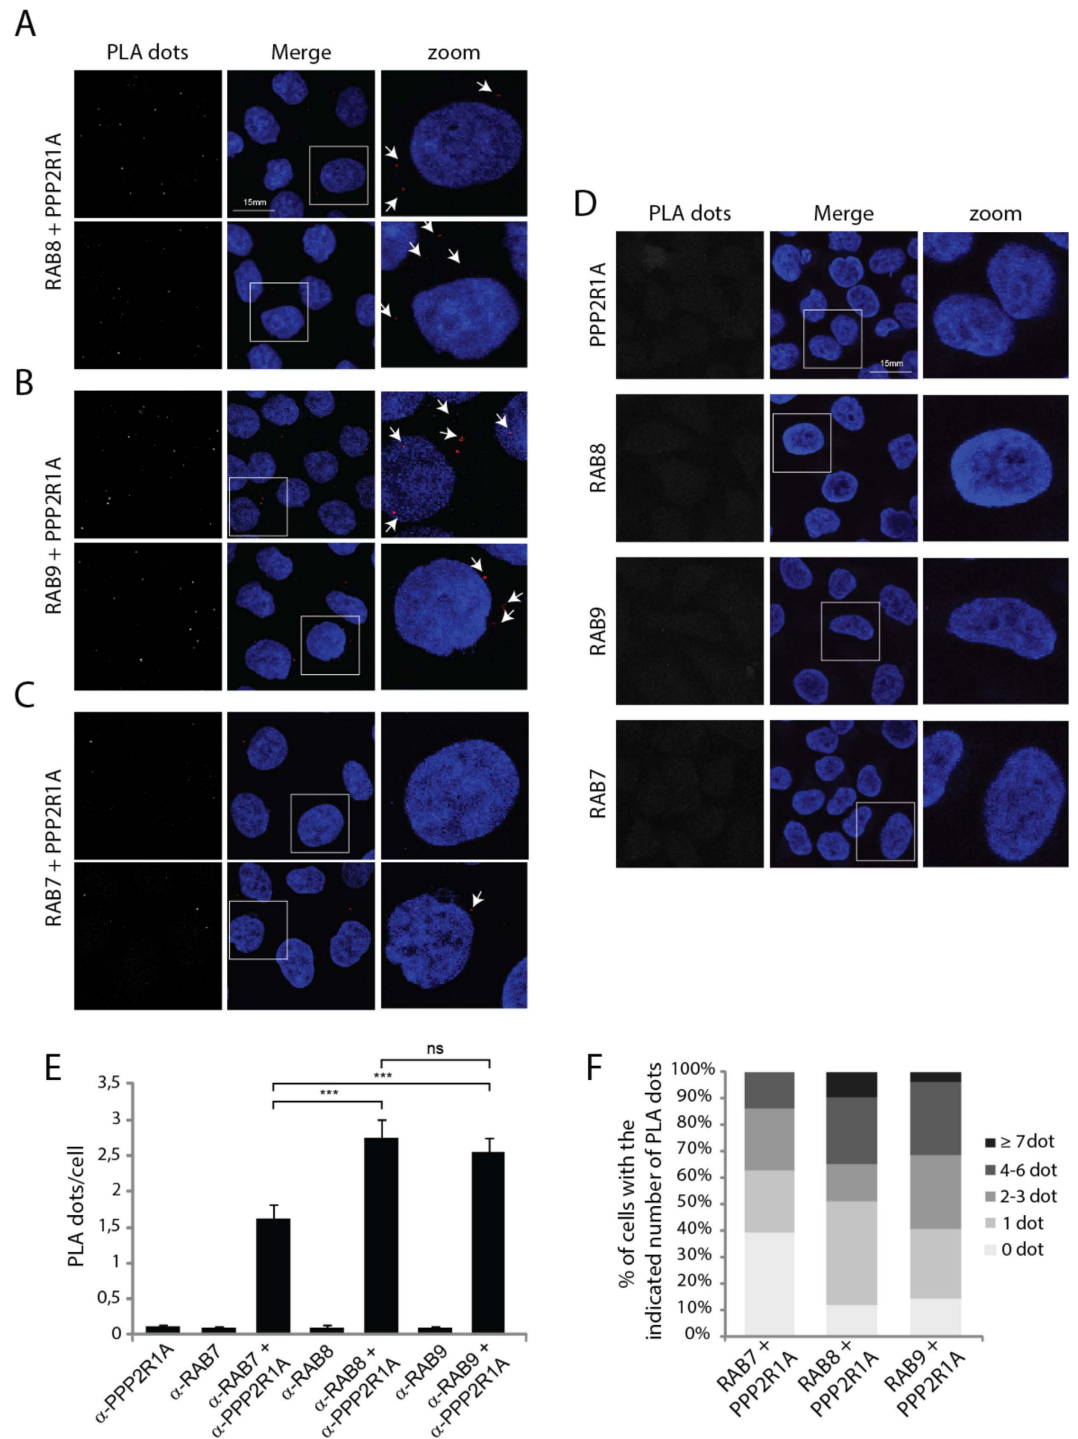 A
PLA dots
Merge
zoom
RAB8 + PPP2R1A
15mm
B
RAB9 + PPP2R1A
C
RAB7 + PPP2R1A
D
PLA dots
Merge
zoom
PPP2R1A
15mm
RAB8
RAB9
RAB7
E
ns
***
***
3,5
3
2,5
2
1,5
1
0,5
0
PLA dots/cell
α-PPP2R1A
α-RAB7
α-RAB7 +
α-PPP2R1A
α-RAB8
α-RAB8 +
α-PPP2R1A
α-RAB9
α-RAB9 +
α-PPP2R1A
F
% of cells with the
indicated number of PLA dots
100%
90%
80%
70%
60%
50%
40%
30%
20%
10%
0%
≥ 7 dot
4-6 dot
2-3 dot
1 dot
0 dot
RAB7 +
PPP2R1A
RAB8 +
PPP2R1A
RAB9 +
PPP2R1A